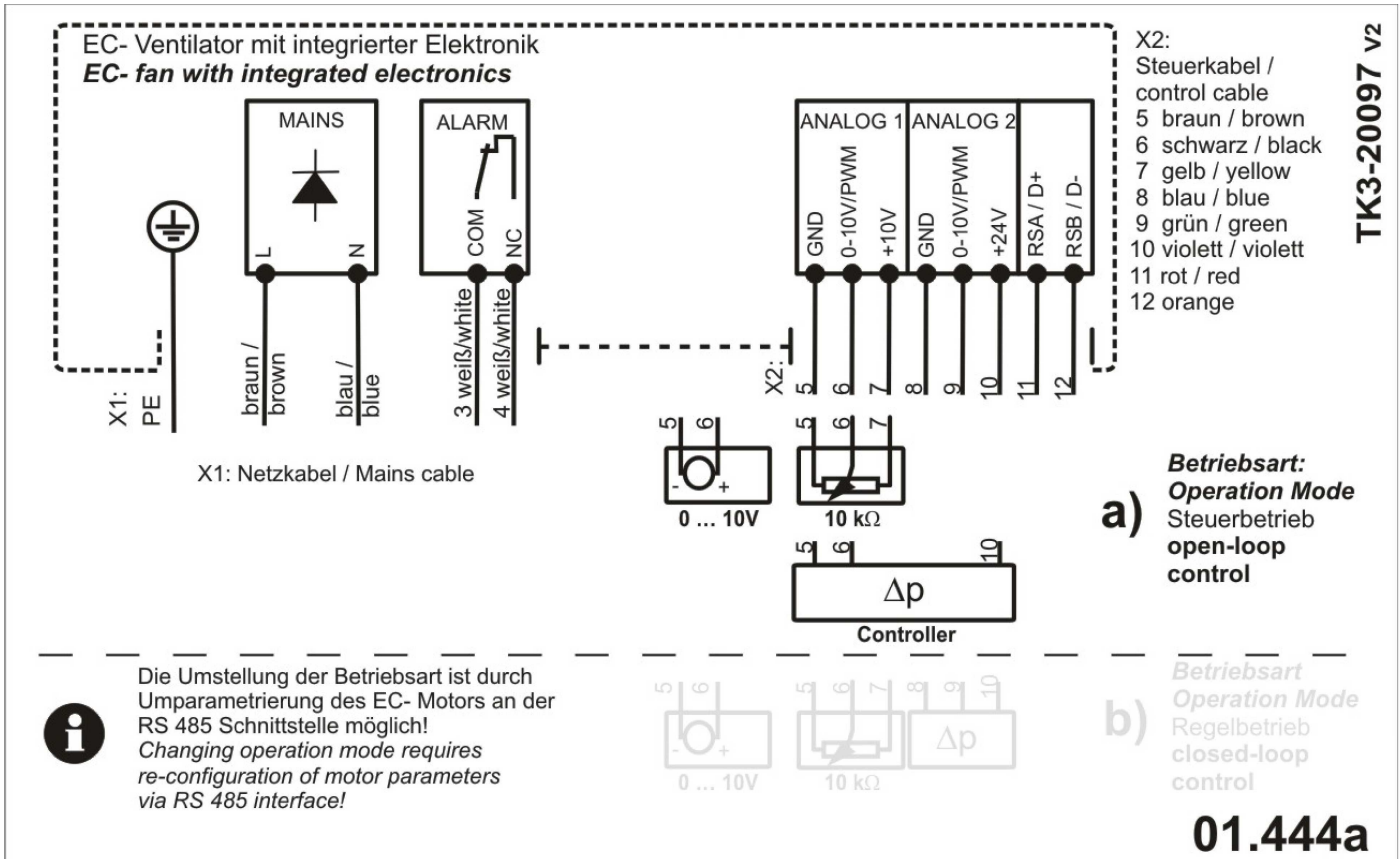 EC- Ventilator mit integrierter Elektronik
EC- fan with integrated electronics
MAINS
L
N
ALARM
COM
NC
ANALOG 1
GND
0-10V/PWM
+10V
ANALOG 2
GND
0-10V/PWM
+24V
RSA / D+
RSB / D-
X2:
Steuerkabel /
control cable
5 braun / brown
6 schwarz / black
7 gelb / yellow
8 blau / blue
9 grün / green
10 violett / violett
11 rot / red
12 orange
TK3-20097 V2
X1:
PE
braun /
brown
blau /
blue
3 weiß/white
4 weiß/white
X2:
5
6
7
8
9
10
11
12
X1: Netzkabel / Mains cable
5
6
- +
0 ... 10V
5
6
7
10 kΩ
5
6
10
Δp
Controller
a)
Betriebsart:
Operation Mode
Steuerbetrieb
open-loop
control
i
Die Umstellung der Betriebsart ist durch
Umparametrierung des EC- Motors an der
RS 485 Schnittstelle möglich!
Changing operation mode requires
re-configuration of motor parameters
via RS 485 interface!
5
6
- +
0 ... 10V
5
6
7
10 kΩ
8
9
10
Δp
b)
Betriebsart
Operation Mode
Regelbetrieb
closed-loop
control
01.444a